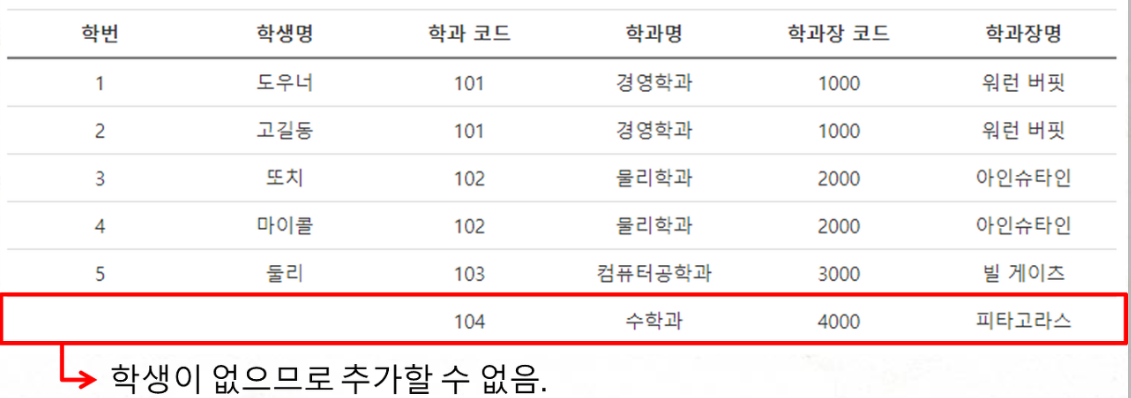 학번 학생명 학과 코드 학과명 학과장 코드 학과장명
1 도우너 101 경영학과 1000 워런 버핏
2 고길동 101 경영학과 1000 워런 버핏
3 또치 102 물리학과 2000 아인슈타인
4 마이콜 102 물리학과 2000 아인슈타인
5 둘리 103 컴퓨터공학과 3000 빌 게이츠
104 수학과 4000 피타고라스
학생이 없으므로 추가할 수 없음.